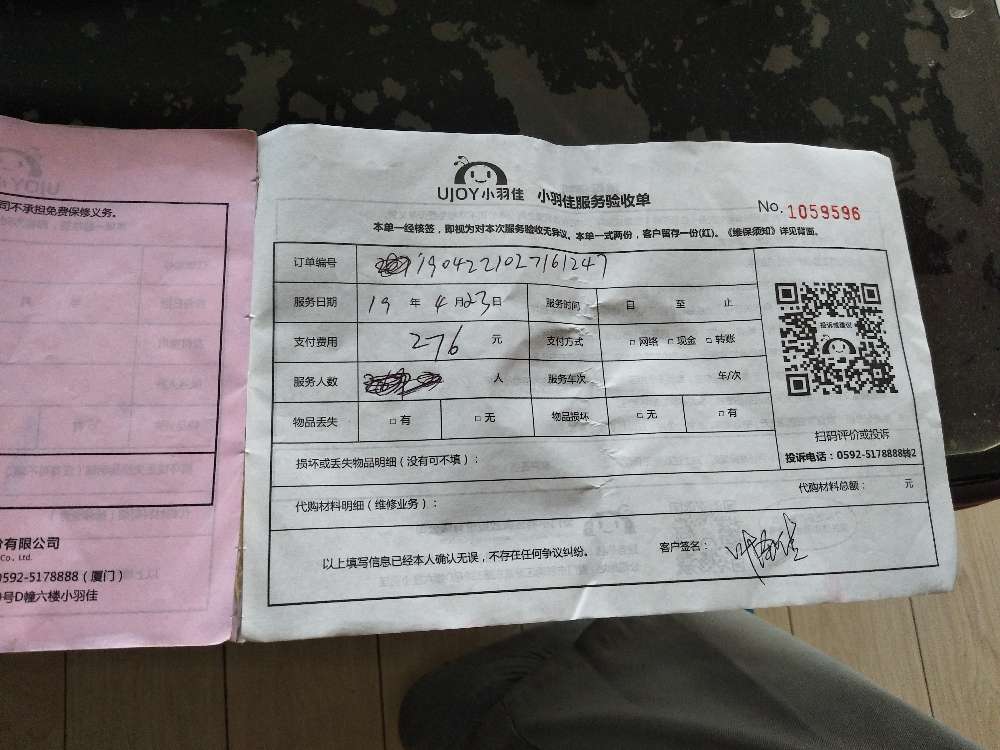 司不承担免费保修义务。
份有限公司
Co., Ltd.
0592-5178888（厦门）
号D幢六楼小羽佳
UJOY小羽佳 小羽佳服务验收单
No. 1059596
本单一经核签，即视为对本次服务验收无异议。本单一式两份，客户留存一份(红)。《维保须知》详见背面。
订单编号 190422102716 1247
服务日期 19 年 4 月 23 日 服务时间 自 至 止
支付费用 276 元 支付方式 □ 网络 □ 现金 □ 转账
服务人数 人 服务车次 年/次
物品丢失 □ 有 □ 无 物品损坏 □ 无 □ 有
投诉或建议
扫码评价或投诉
投诉电话：0592-5178888转2
损坏或丢失物品明细（没有可不填）：
代购材料明细（维修业务）： 代购材料总额： 元
以上填写信息已经本人确认无误，不存在任何争议纠纷。 客户签名：